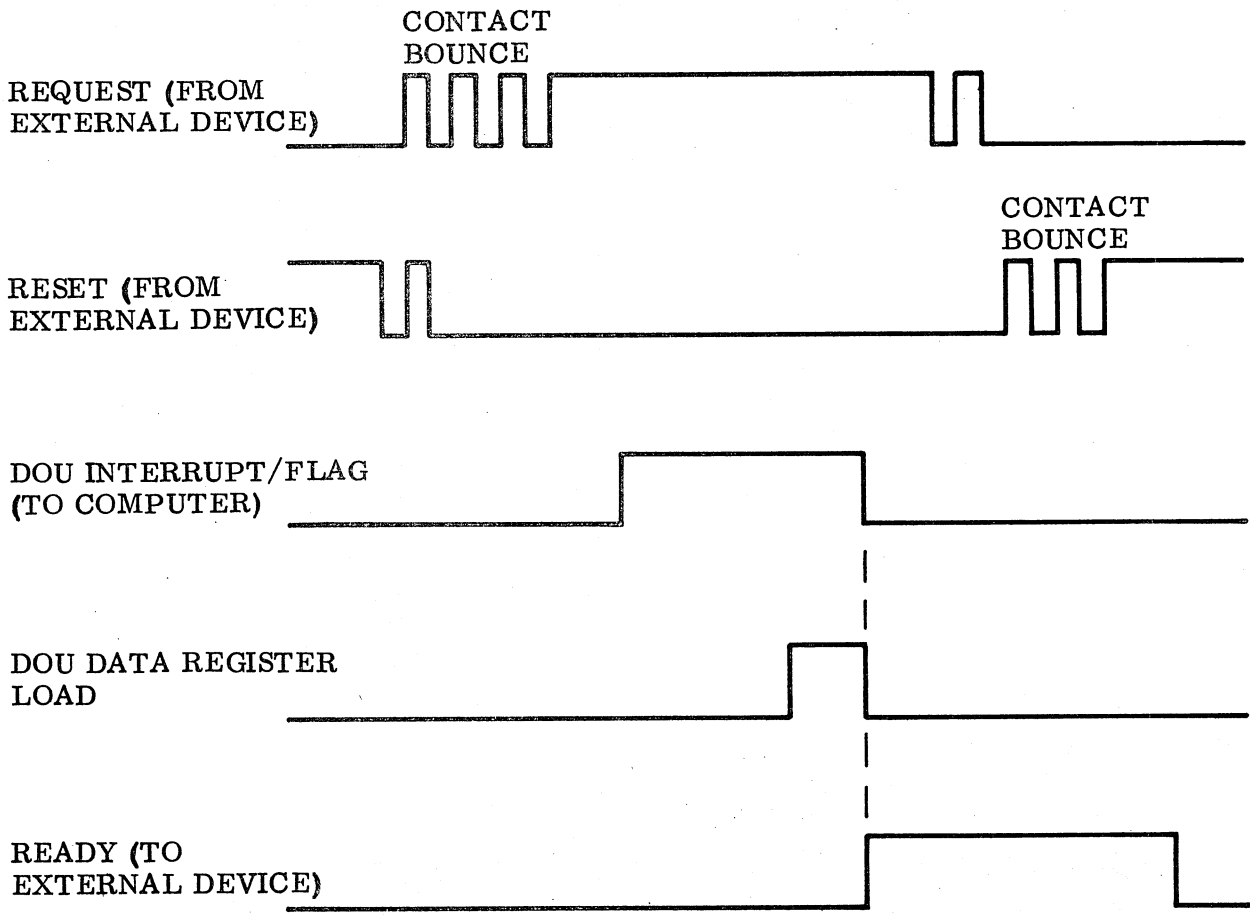 CONTACT
BOUNCE
REQUEST (FROM
EXTERNAL DEVICE)
CONTACT
BOUNCE
RESET (FROM
EXTERNAL DEVICE)
DOU INTERRUPT/FLAG
(TO COMPUTER)
DOU DATA REGISTER
LOAD
READY (TO
EXTERNAL DEVICE)